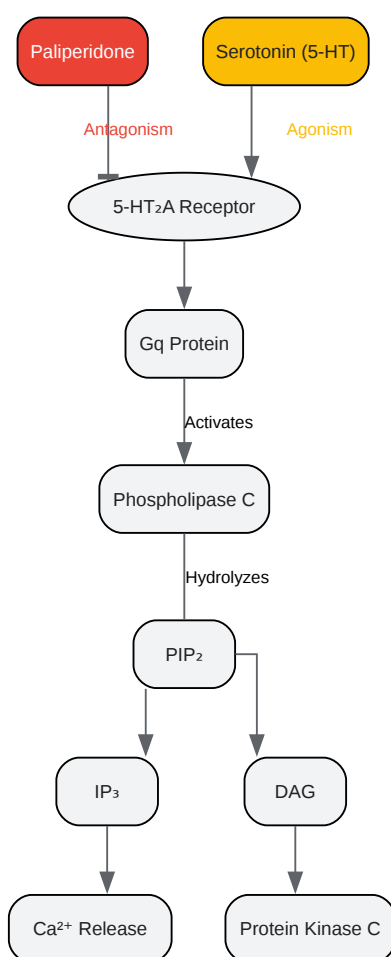 Paliperidone
Serotonin (5-HT)
Antagonism
Agonism
5-HT₂A Receptor
Gq Protein
Activates
Phospholipase C
Hydrolyzes
PIP₂
IP₃
DAG
Ca²⁺ Release
Protein Kinase C